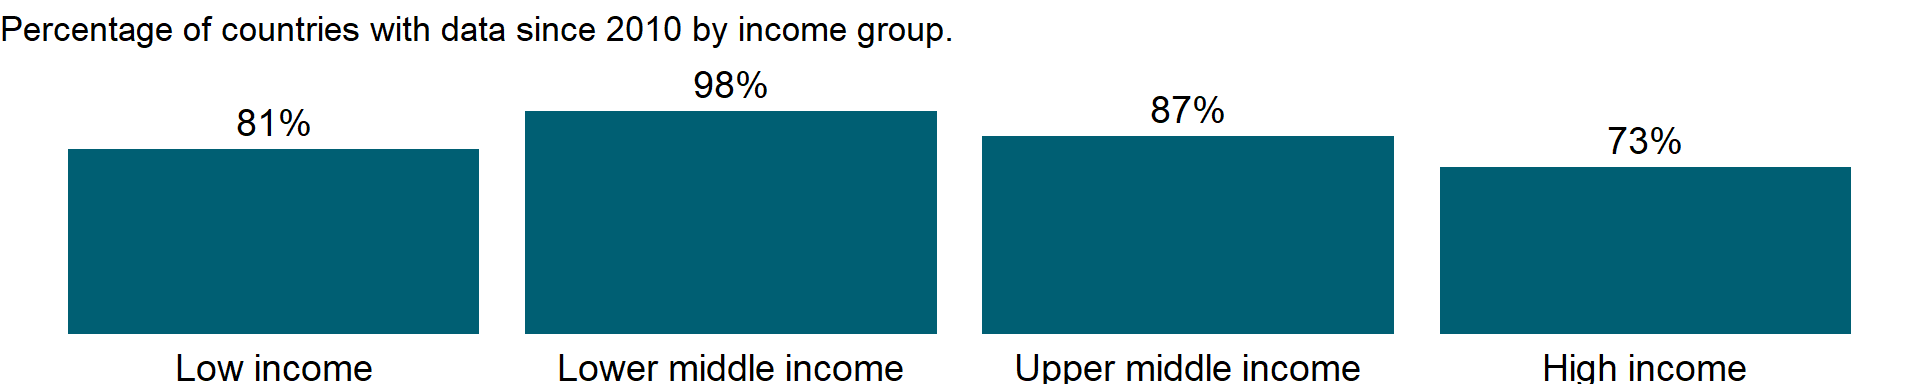 Percentage of countries with data since 2010 by income group.
98%
87%
81%
73%
Low income
Lower middle income
Upper middle income
High income